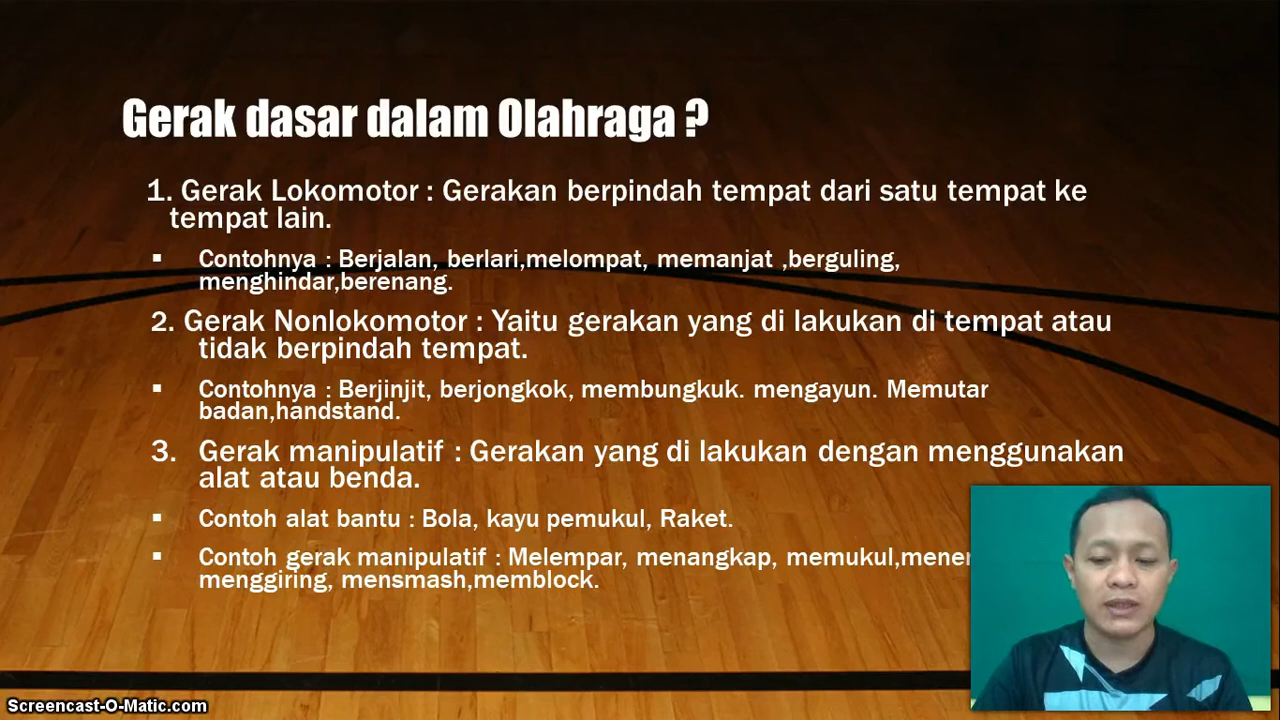 Gerak dasar dalam Olahraga ?
1. Gerak Lokomotor : Gerakan berpindah tempat dari satu tempat ke
tempat lain.
▪ Contohnya : Berjalan, berlari,melompat, memanjat ,berguling,
menghindar,berenang.
2. Gerak Nonlokomotor : Yaitu gerakan yang di lakukan di tempat atau
tidak berpindah tempat.
▪ Contohnya : Berjinjit, berjongkok, membungkuk. mengayun. Memutar
badan,handstand.
3. Gerak manipulatif : Gerakan yang di lakukan dengan menggunakan
alat atau benda.
▪ Contoh alat bantu : Bola, kayu pemukul, Raket.
▪ Contoh gerak manipulatif : Melempar, menangkap, memukul,
menggiring, mensmash,memblock.
Screencast-O-Matic.com